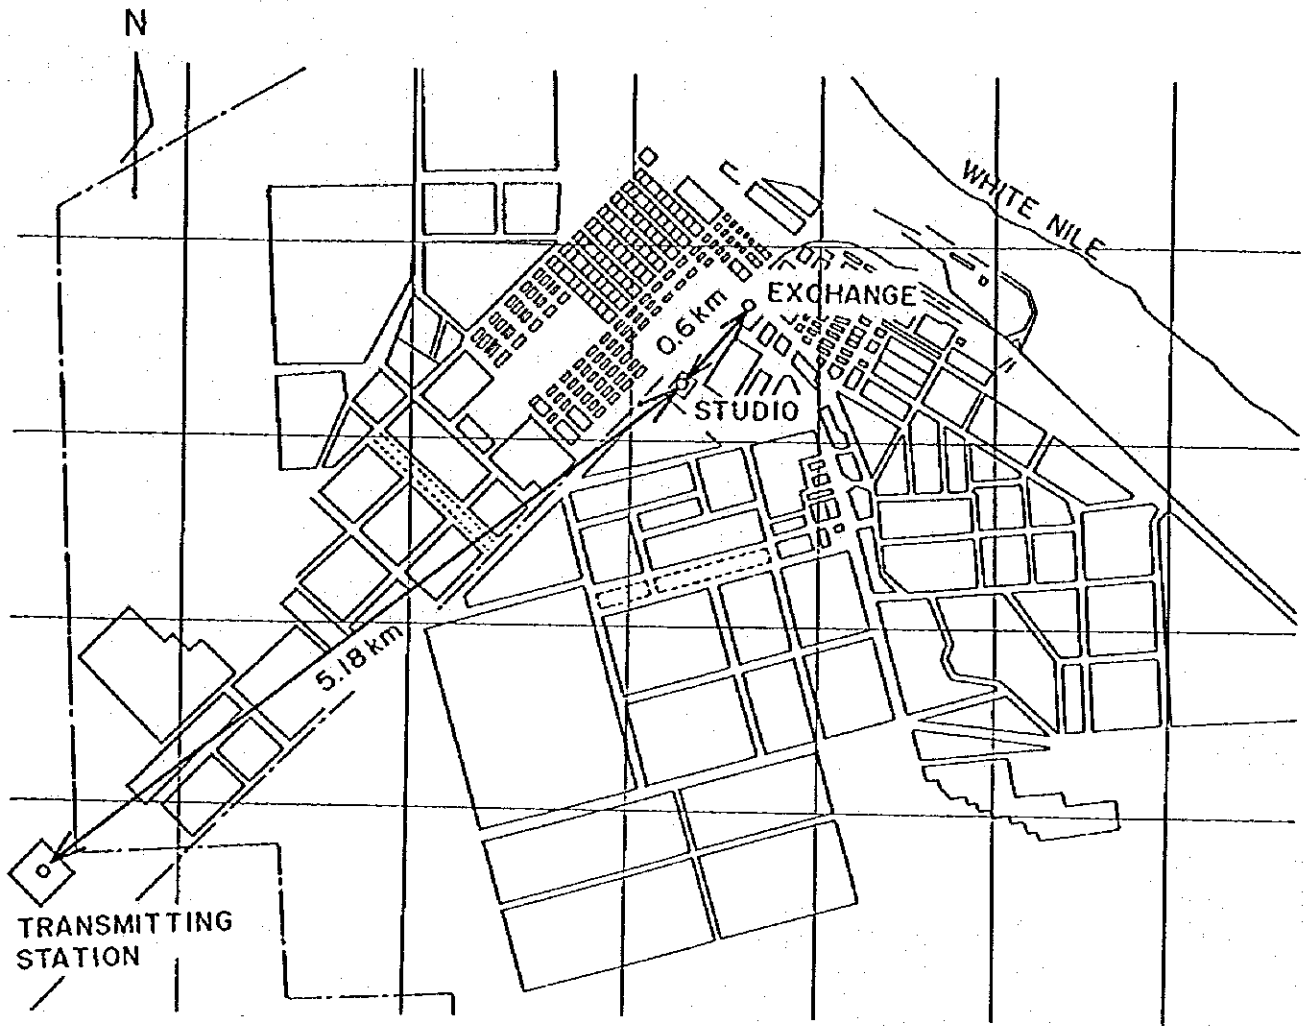 N
WHITE NILE
EXCHANGE
0.6 km
STUDIO
5.18 km
TRANSMITTING
STATION